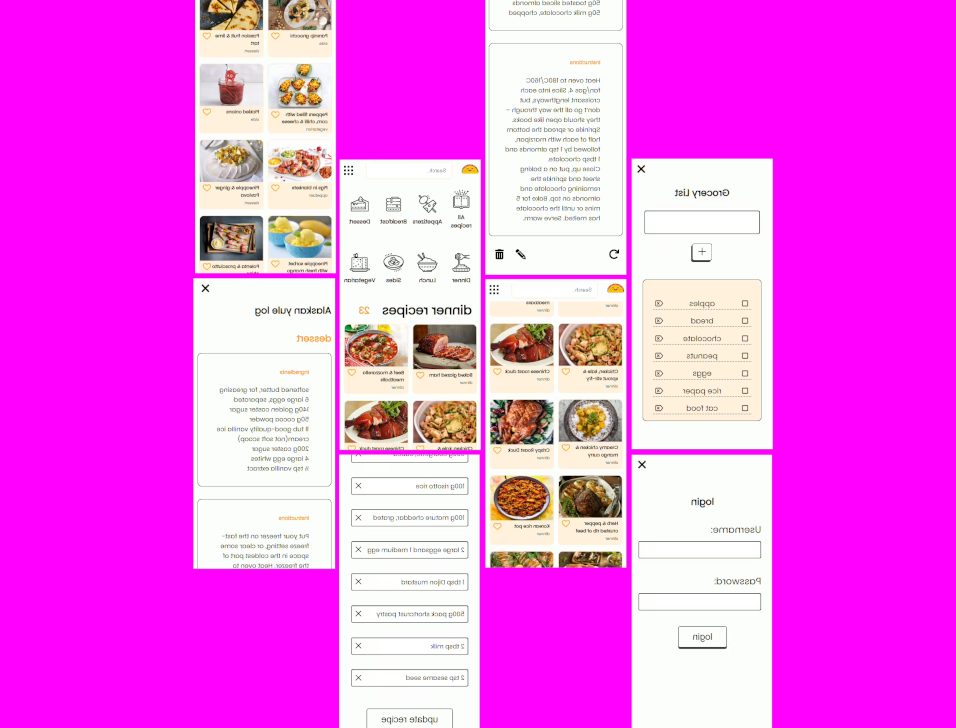 Passion fruit & lime
tart
dessert
Parsnip gnocchi
side
Pickled onions
side
Peppers filled with
corn, chilli & cheese
vegetarian
Pineapple & ginger
Pavlova
dessert
Pigs in blankets
appetiser
Polenta & prosciutto
Pineapple sorbet
with fresh mango
Alaskan yule log
dessert
Ingredients
softened butter, for greasing
6 large eggs, separated
140g golden caster sugar
50g cocoa powder
1l tub good-quality vanilla ice
cream(not soft scoop)
200g caster sugar
4 large egg whites
½ tsp vanilla extract
Instructions
Put your freezer on the fast-
freeze setting, or clear some
space in the coldest part of
the freezer. Heat oven to
Search...
All
recipes
Appetisers
Breakfast
Dessert
Dinner
Lunch
Sides
Vegetarian
dinner recipes 23
Baked glazed ham
dinner
Beef & mozzarella
meatballs
dinner
Chicken & kale
Chinese roast duck
100g risotto rice
100g mature cheddar, grated
2 large eggsand 1 medium egg
1 tbsp Dijon mustard
500g pack shortcrust pastry
2 tsp milk
2 tsp sesame seed
update recipe
50g toasted sliced almonds
50g milk chocolate, chopped
Instructions
Heat oven to 180C/160C
fan/gas 4. Slice into each
croissant lengthways, but
don't go all the way through –
they should open like books.
Sprinkle or spread the bottom
half of each with marzipan,
followed by 1 tsp almonds and
1 tsp chocolate.
Close up, put on a baking
sheet and sprinkle the
remaining chocolate and
almonds on top. Bake for 5
mins or until the chocolate
has melted. Serve warm.
Search...
dinner
meatballs
dinner
Chicken, kale &
sprout stir-fry
dinner
Chinese roast duck
dinner
Creamy chicken &
mango curry
dinner
Crispy Roast Duck
dinner
Herb & pepper
crusted rib of beef
dinner
Korean rice pot
dinner
Grocery List
+
apples
bread
chocolate
peanuts
eggs
rice paper
cat food
login
Username:
Password:
login